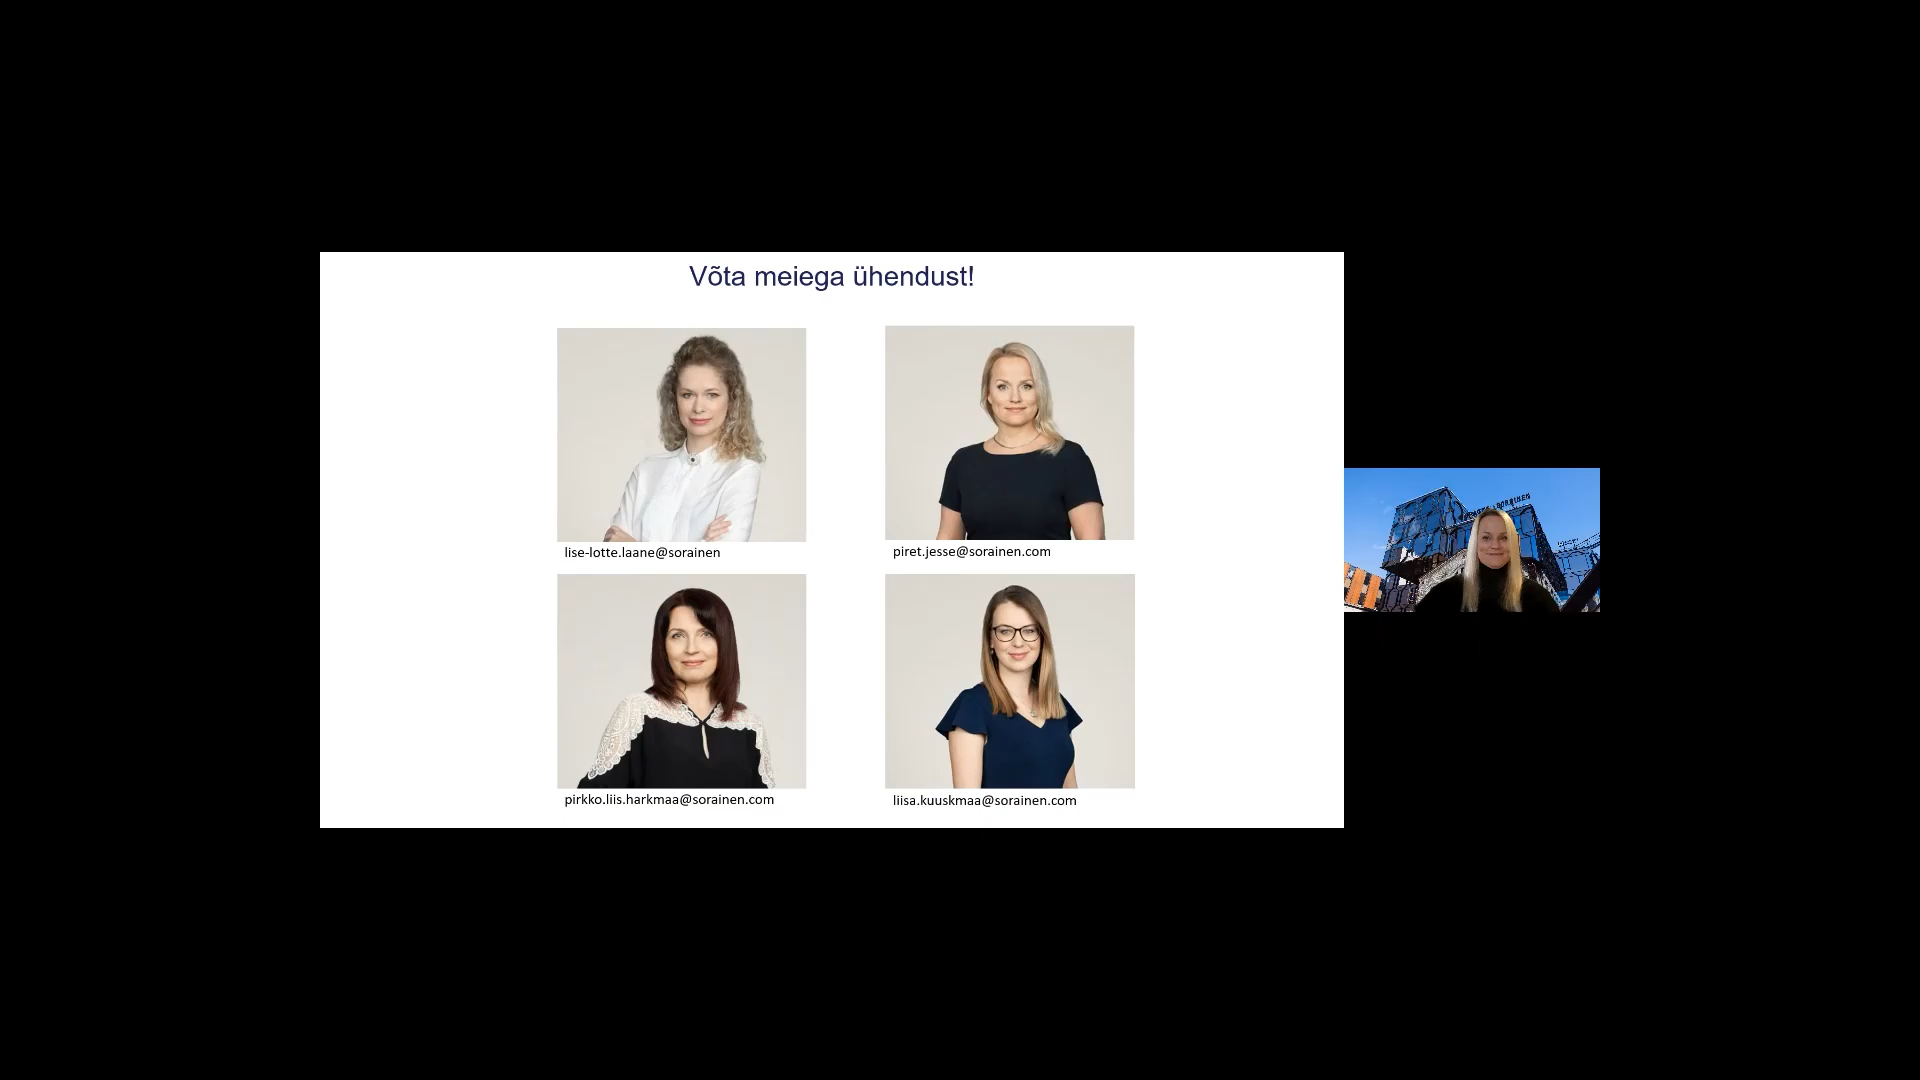 Võta meiega ühendust!
lise-lotte.laane@sorainen
piret.jesse@sorainen.com
pirkko.liis.harkmaa@sorainen.com
liisa.kuuskmaa@sorainen.com
SORAINEN